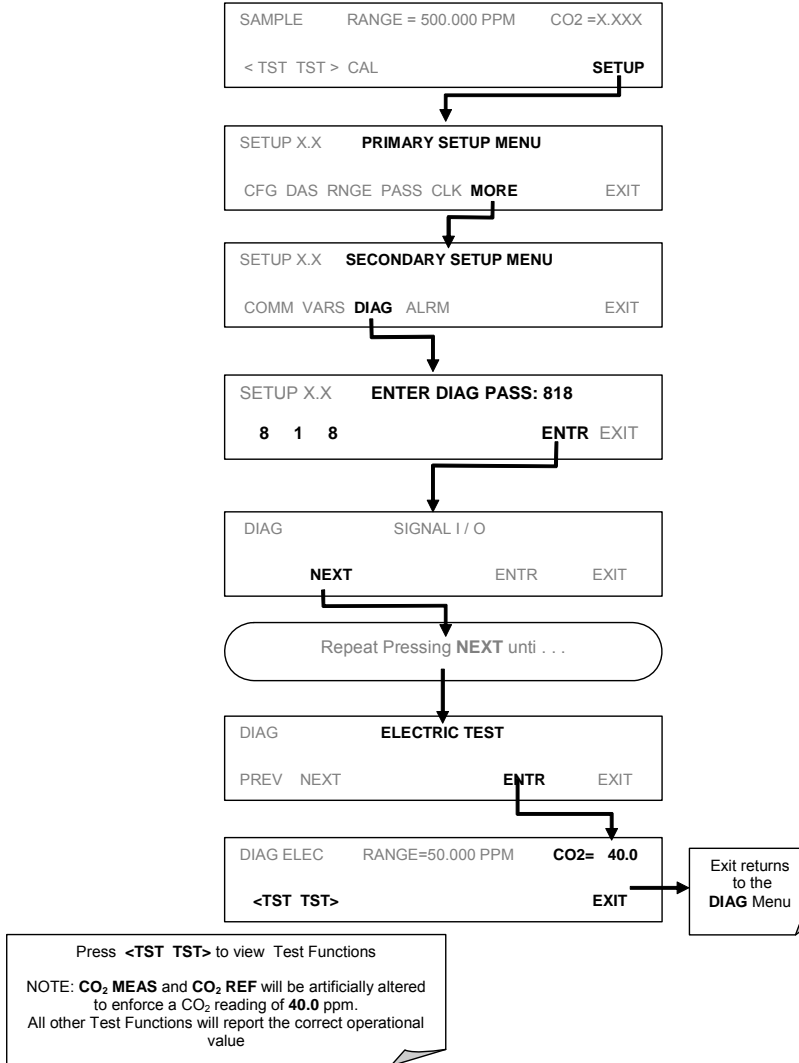 SAMPLE RANGE = 500.000 PPM CO2 =X.XXX
< TST TST > CAL SETUP
SETUP X.X PRIMARY SETUP MENU
CFG DAS RNGE PASS CLK MORE EXIT
SETUP X.X SECONDARY SETUP MENU
COMM VARS DIAG ALRM EXIT
SETUP X.X ENTER DIAG PASS: 818
8 1 8 ENTR EXIT
DIAG SIGNAL I / O
NEXT ENTR EXIT
Repeat Pressing NEXT unti . . .
DIAG ELECTRIC TEST
PREV NEXT ENTR EXIT
DIAG ELEC RANGE=50.000 PPM CO2= 40.0
<TST TST> EXIT
Exit returns
to the
DIAG Menu
Press <TST TST> to view Test Functions
NOTE: CO₂ MEAS and CO₂ REF will be artificially altered
to enforce a CO₂ reading of 40.0 ppm.
All other Test Functions will report the correct operational
value